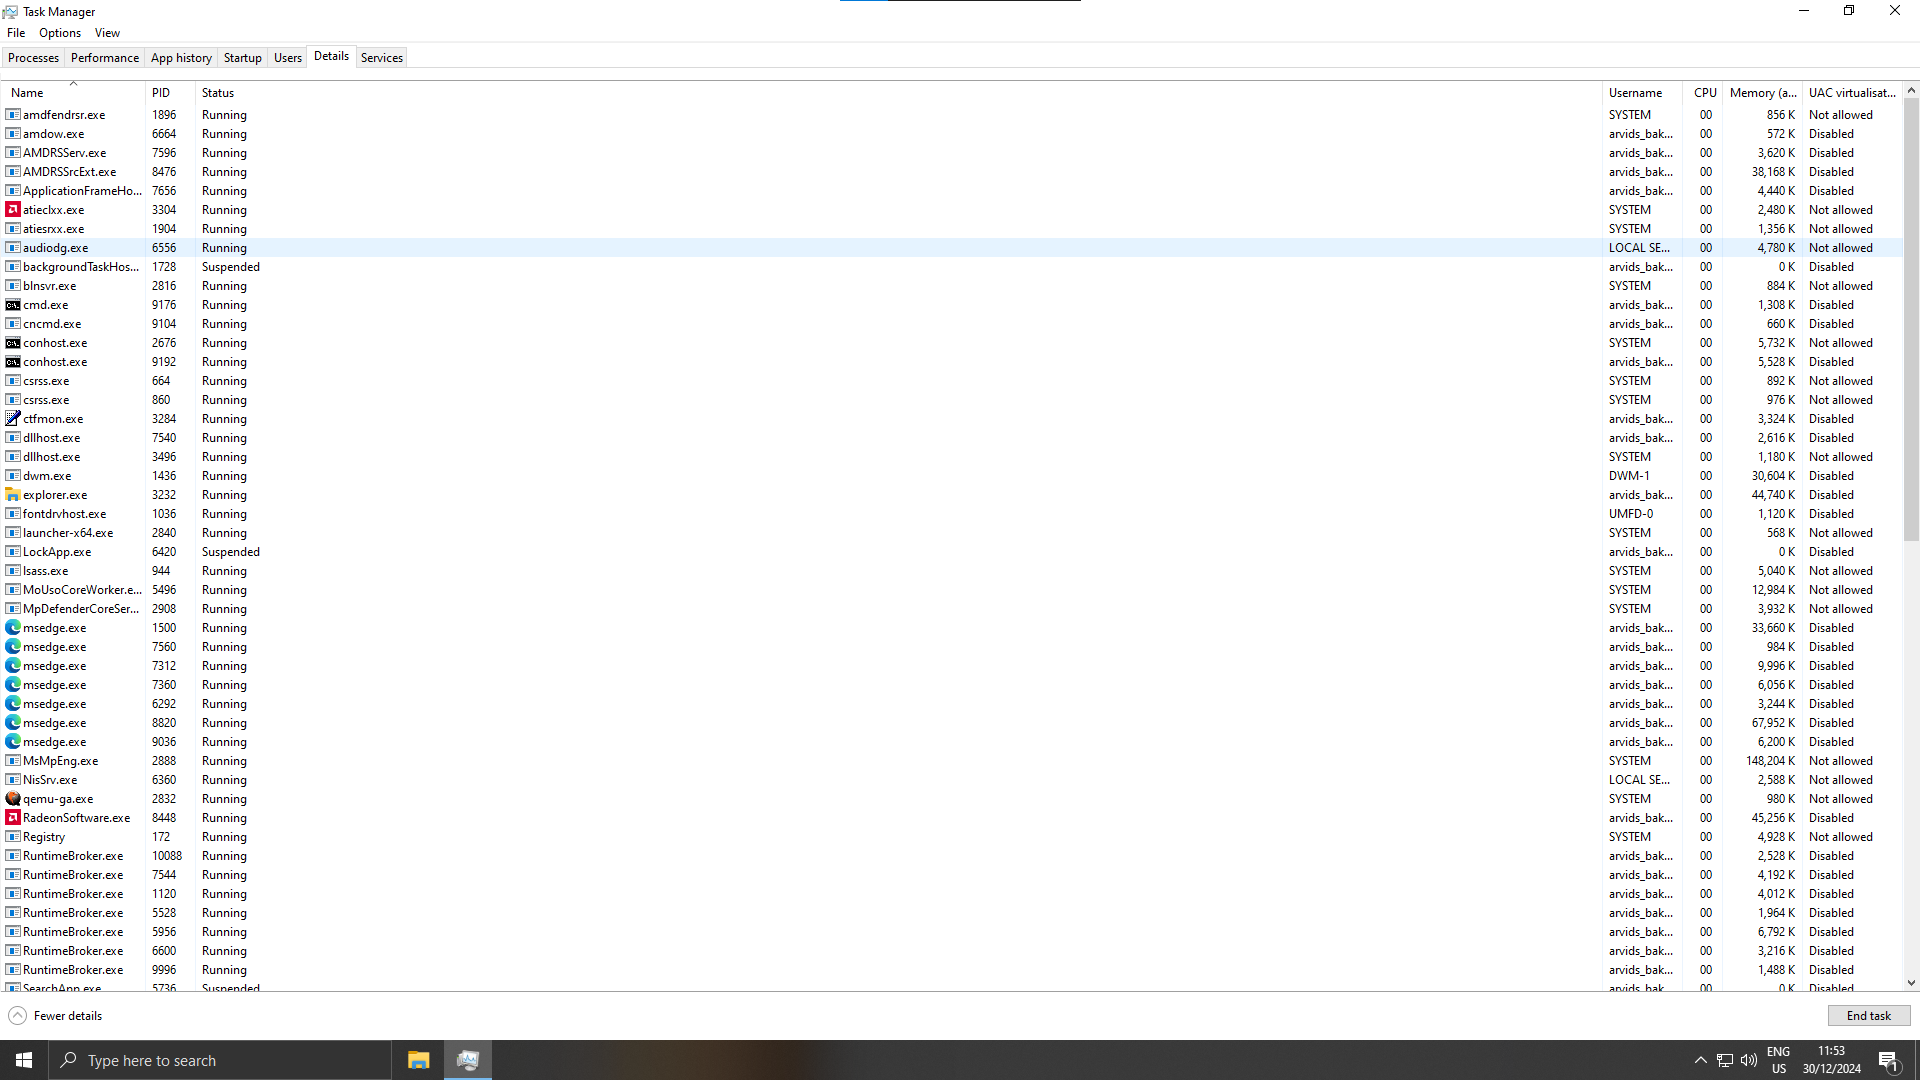 Task Manager
File Options View
Processes Performance App history Startup Users Details Services
Name PID Status Username CPU Memory (a... UAC virtualisat...
amdfendrsr.exe 1896 Running SYSTEM 00 856 K Not allowed
amdow.exe 6664 Running arvids_bak... 00 572 K Disabled
AMDRSServ.exe 7596 Running arvids_bak... 00 3,620 K Disabled
AMDRSSrcExt.exe 8476 Running arvids_bak... 00 38,168 K Disabled
ApplicationFrameHo... 7656 Running arvids_bak... 00 4,440 K Disabled
atieclxx.exe 3304 Running SYSTEM 00 2,480 K Not allowed
atiesrxx.exe 1904 Running SYSTEM 00 1,356 K Not allowed
audiodg.exe 6556 Running LOCAL SE... 00 4,780 K Not allowed
backgroundTaskHos... 1728 Suspended arvids_bak... 00 0 K Disabled
blnsvr.exe 2816 Running SYSTEM 00 884 K Not allowed
cmd.exe 9176 Running arvids_bak... 00 1,308 K Disabled
cncmd.exe 9104 Running arvids_bak... 00 660 K Disabled
conhost.exe 2676 Running SYSTEM 00 5,732 K Not allowed
conhost.exe 9192 Running arvids_bak... 00 5,528 K Disabled
csrss.exe 664 Running SYSTEM 00 892 K Not allowed
csrss.exe 860 Running SYSTEM 00 976 K Not allowed
ctfmon.exe 3284 Running arvids_bak... 00 3,324 K Disabled
dllhost.exe 7540 Running arvids_bak... 00 2,616 K Disabled
dllhost.exe 3496 Running SYSTEM 00 1,180 K Not allowed
dwm.exe 1436 Running DWM-1 00 30,604 K Disabled
explorer.exe 3232 Running arvids_bak... 00 44,740 K Disabled
fontdrvhost.exe 1036 Running UMFD-0 00 1,120 K Disabled
launcher-x64.exe 2840 Running SYSTEM 00 568 K Not allowed
LockApp.exe 6420 Suspended arvids_bak... 00 0 K Disabled
lsass.exe 944 Running SYSTEM 00 5,040 K Not allowed
MoUsoCoreWorker.e... 5496 Running SYSTEM 00 12,984 K Not allowed
MpDefenderCoreSer... 2908 Running SYSTEM 00 3,932 K Not allowed
msedge.exe 1500 Running arvids_bak... 00 33,660 K Disabled
msedge.exe 7560 Running arvids_bak... 00 984 K Disabled
msedge.exe 7312 Running arvids_bak... 00 9,996 K Disabled
msedge.exe 7360 Running arvids_bak... 00 6,056 K Disabled
msedge.exe 6292 Running arvids_bak... 00 3,244 K Disabled
msedge.exe 8820 Running arvids_bak... 00 67,952 K Disabled
msedge.exe 9036 Running arvids_bak... 00 6,200 K Disabled
MsMpEng.exe 2888 Running SYSTEM 00 148,204 K Not allowed
NisSrv.exe 6360 Running LOCAL SE... 00 2,588 K Not allowed
qemu-ga.exe 2832 Running SYSTEM 00 980 K Not allowed
RadeonSoftware.exe 8448 Running arvids_bak... 00 45,256 K Disabled
Registry 172 Running SYSTEM 00 4,928 K Not allowed
RuntimeBroker.exe 10088 Running arvids_bak... 00 2,528 K Disabled
RuntimeBroker.exe 7544 Running arvids_bak... 00 4,192 K Disabled
RuntimeBroker.exe 1120 Running arvids_bak... 00 4,012 K Disabled
RuntimeBroker.exe 5528 Running arvids_bak... 00 1,964 K Disabled
RuntimeBroker.exe 5956 Running arvids_bak... 00 6,792 K Disabled
RuntimeBroker.exe 6600 Running arvids_bak... 00 3,216 K Disabled
RuntimeBroker.exe 9996 Running arvids_bak... 00 1,488 K Disabled
SearchApp.exe 5736 Suspended arvids_bak... 00 0 K Disabled
Fewer details End task
Type here to search ENG 11:53
US 30/12/2024 1